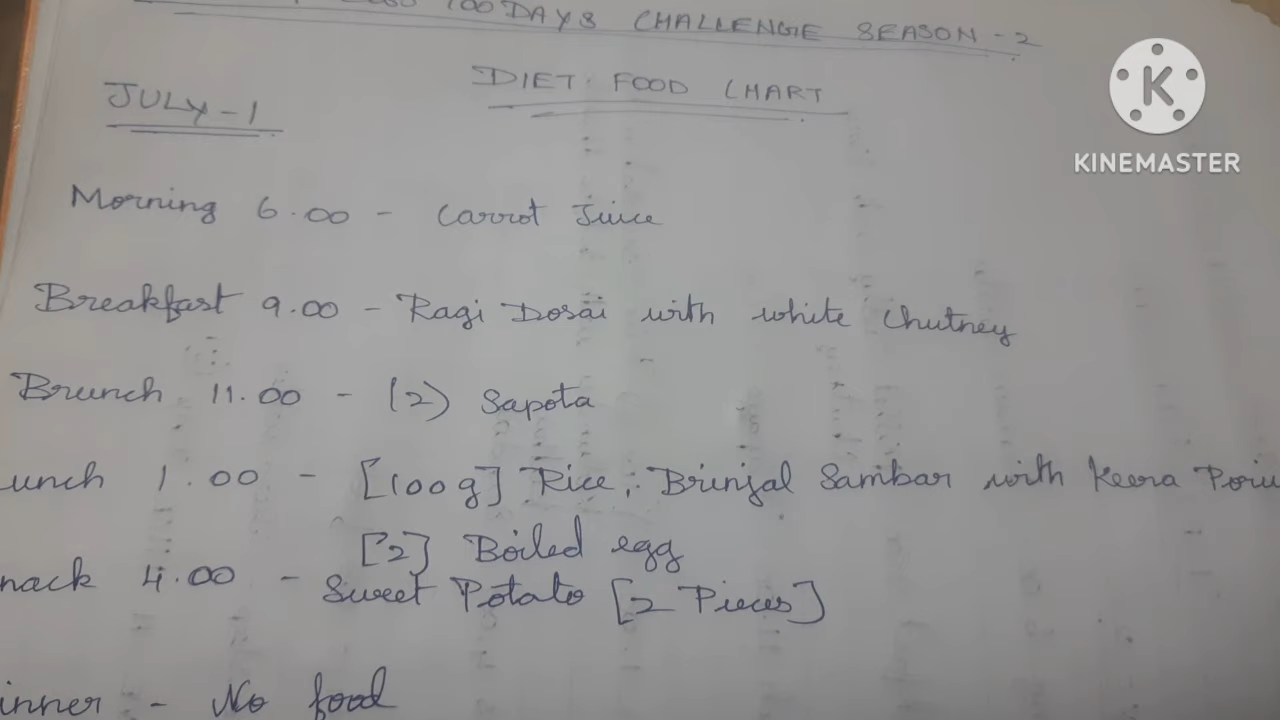 100 DAYS CHALLENGE SEASON - 2
DIET FOOD CHART
JULY - 1
K
KINEMASTER
Morning 6.00 - Carrot Juice
Breakfast 9.00 - Ragi Dosai with white Chutney
Brunch 11.00 - (2) Sapota
unch 1.00 - [100g] Rice, Brinjal Sambar with Keera Poriu
[2] Boiled egg
nack 4.00 - Sweet Potato [2 Pieces]
inner - No food